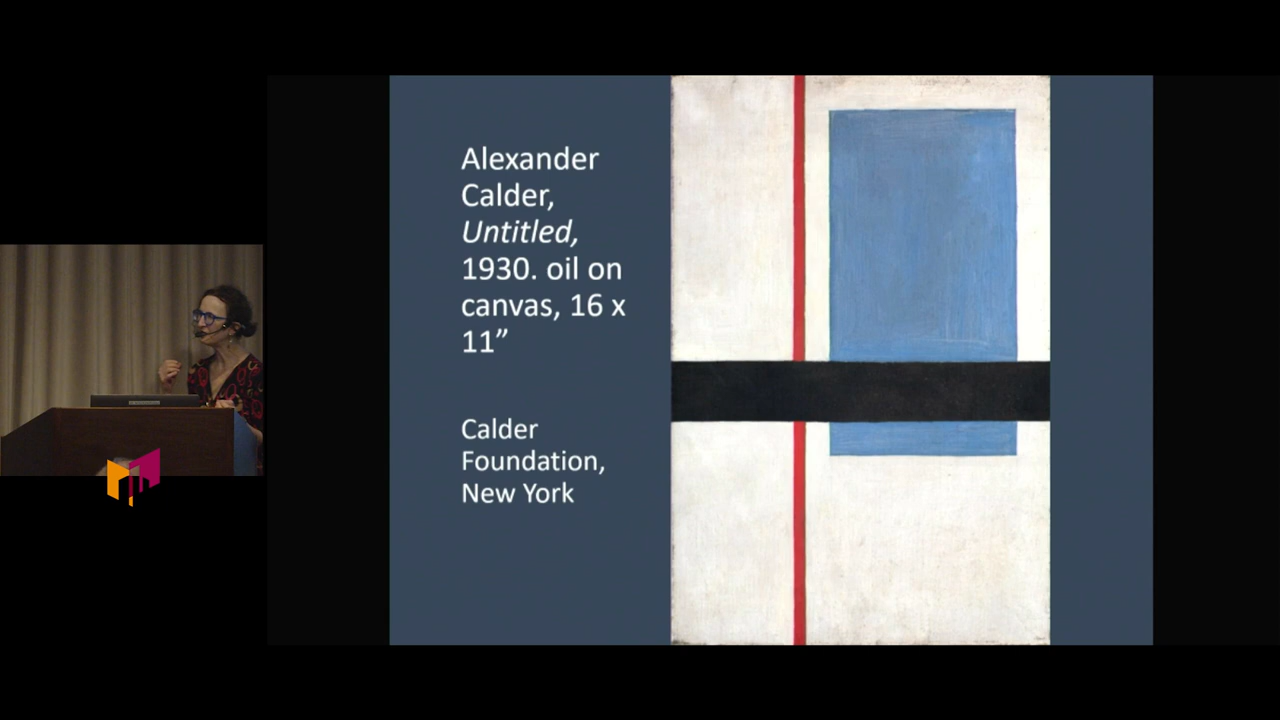 Alexander
Calder,
Untitled,
1930. oil on
canvas, 16 x
11”
Calder
Foundation,
New York